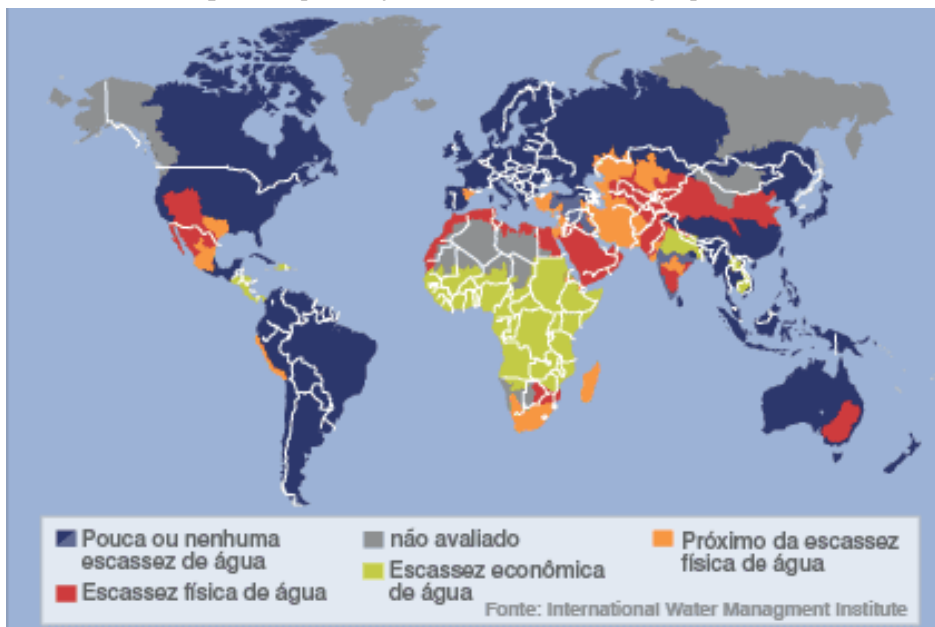 Pouca ou nenhuma
escassez de água
Escassez física de água
não avaliado
Escassez econômica
de água
Próximo da escassez
física de água
Fonte: International Water Managment Institute